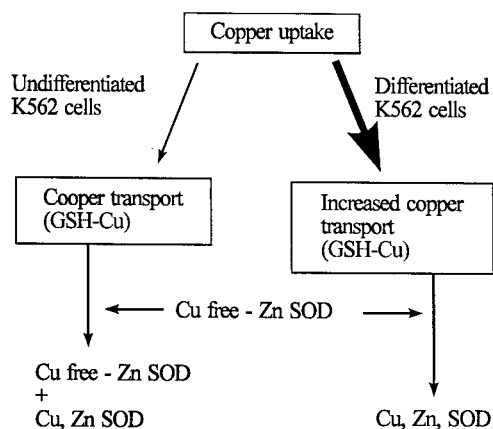 Copper uptake
Undifferentiated
K562 cells
Differentiated
K562 cells
Cooper transport
(GSH-Cu)
Increased copper
transport
(GSH-Cu)
Cu free - Zn SOD
Cu free - Zn SOD
+
Cu, Zn SOD
Cu, Zn, SOD